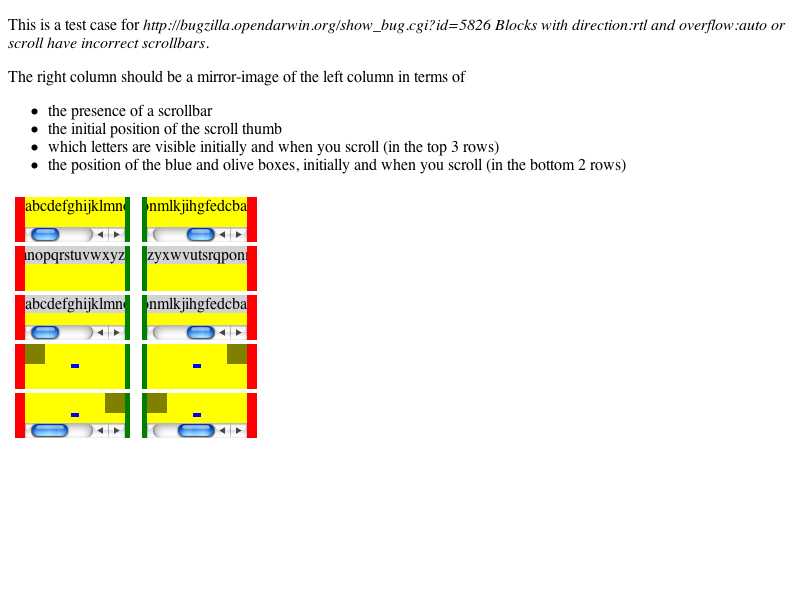 This is a test case for http://bugzilla.opendarwin.org/show_bug.cgi?id=5826 Blocks with direction:rtl and overflow:auto or
scroll have incorrect scrollbars.
The right column should be a mirror-image of the left column in terms of
• the presence of a scrollbar
• the initial position of the scroll thumb
• which letters are visible initially and when you scroll (in the top 3 rows)
• the position of the blue and olive boxes, initially and when you scroll (in the bottom 2 rows)
abcdefghijklmno onmlkjihgfedcba
nopqrstuvwxyz zyxwvutsrqpon
abcdefghijklmno onmlkjihgfedcba